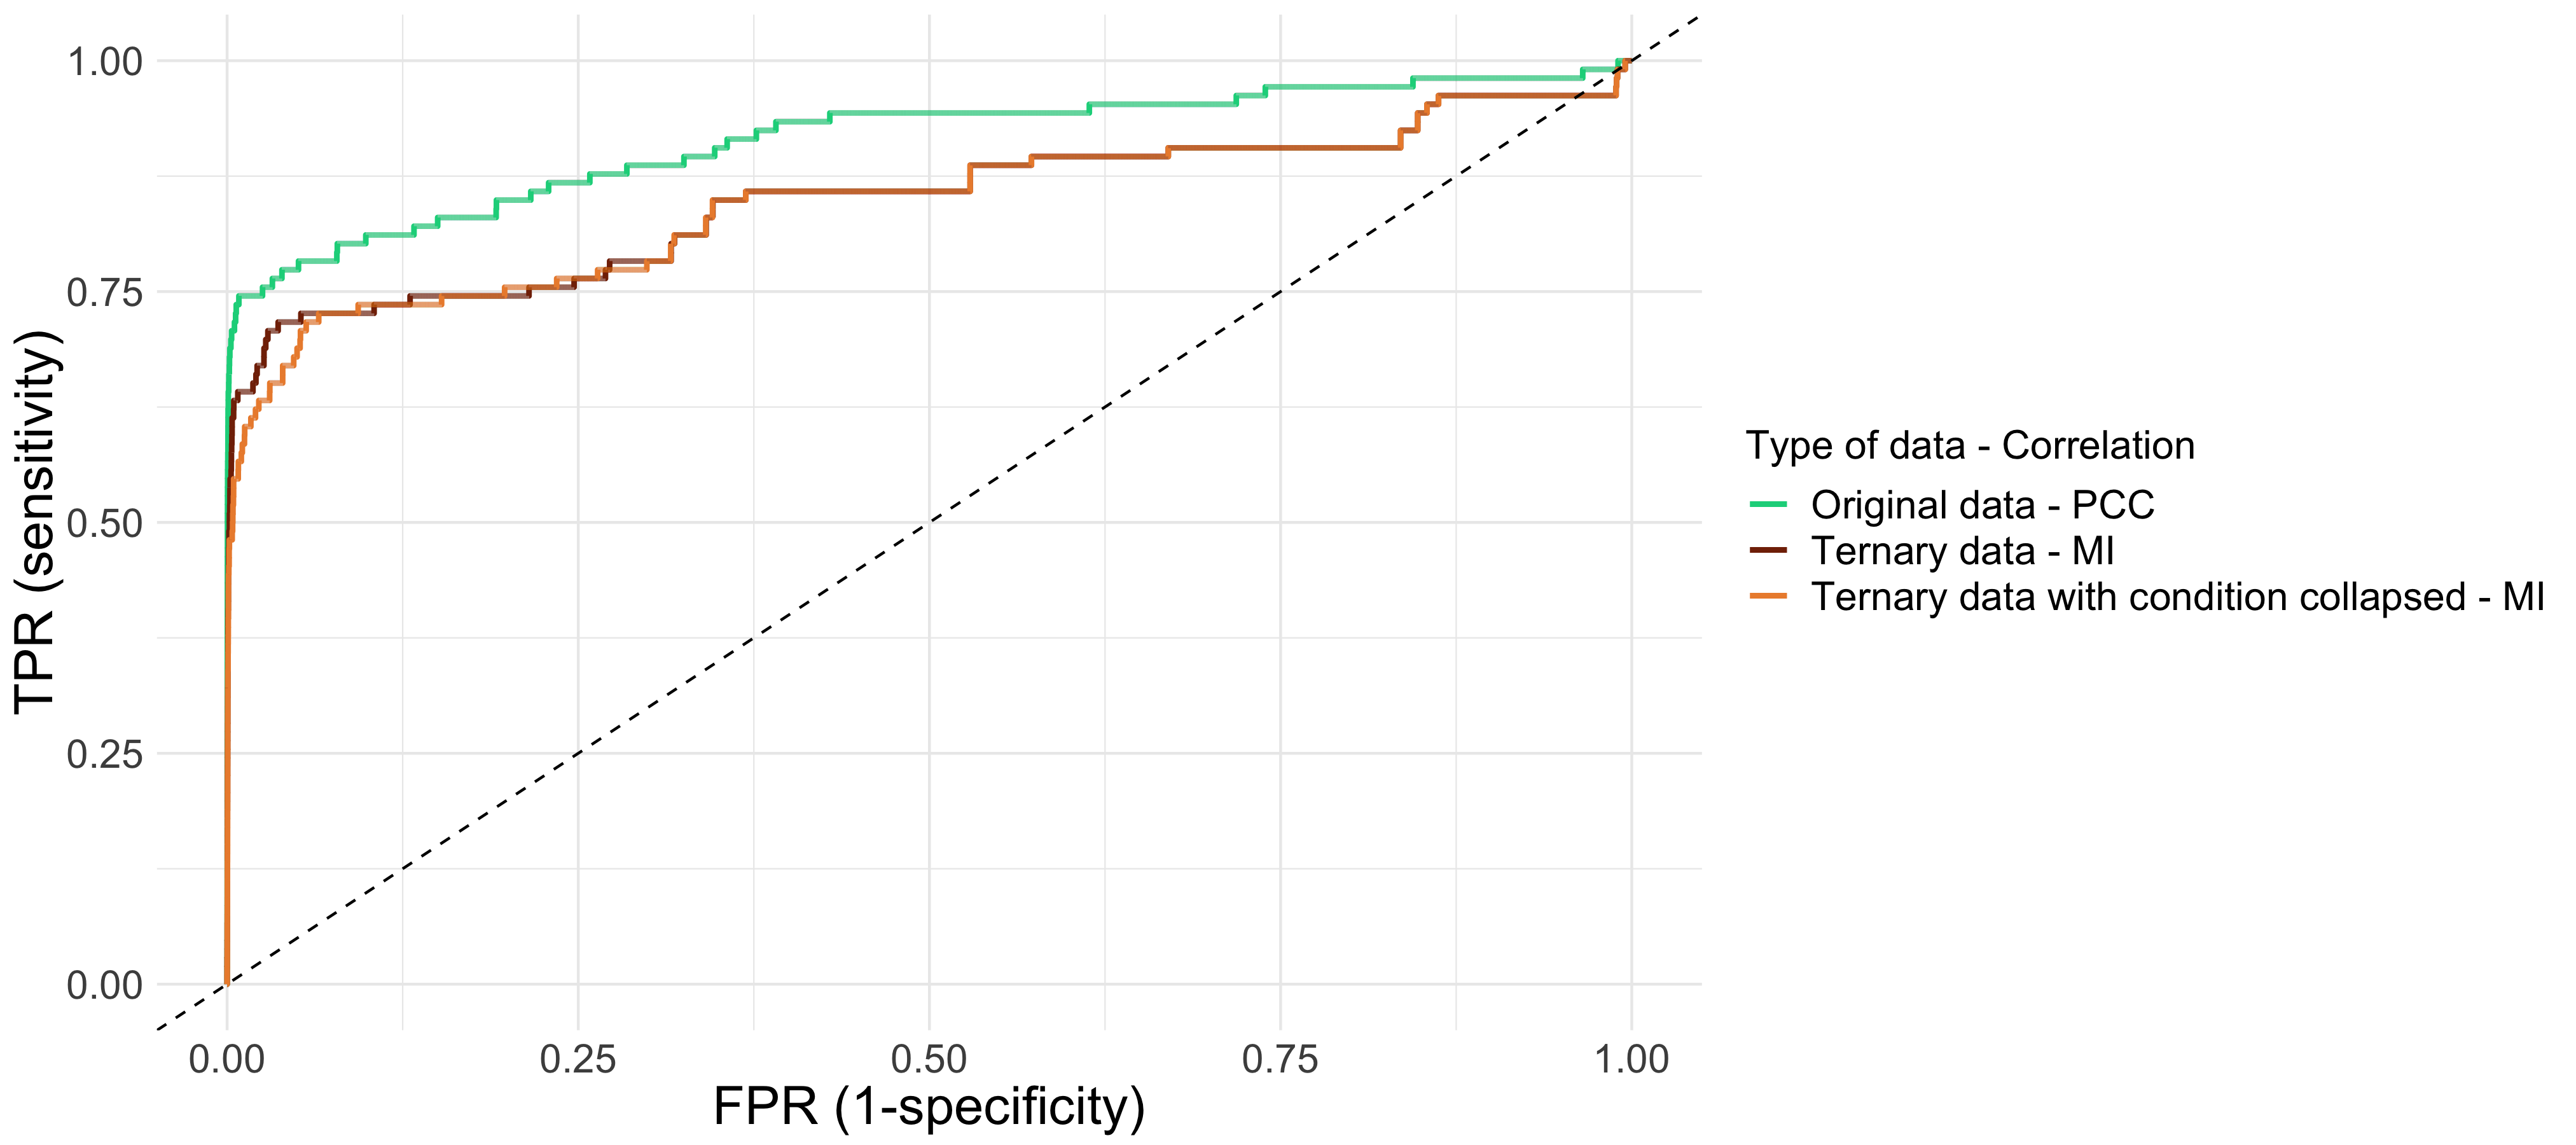 TPR (sensitivity)
1.00
0.75
0.50
0.25
0.00
0.00 0.25 0.50 0.75 1.00
FPR (1-specificity)
Type of data - Correlation
Original data - PCC
Ternary data - MI
Ternary data with condition collapsed - MI